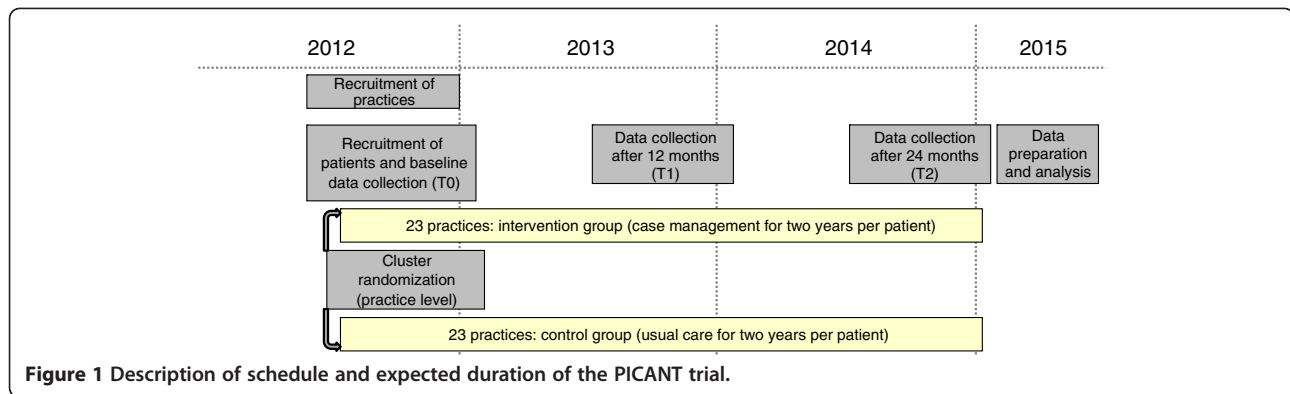 2012 2013 2014 2015
Recruitment of
practices
Recruitment of
patients and baseline
data collection (T0)
Data collection
after 12 months
(T1)
Data collection
after 24 months
(T2)
Data
preparation
and analysis
23 practices: intervention group (case management for two years per patient)
Cluster
randomization
(practice level)
23 practices: control group (usual care for two years per patient)
Figure 1 Description of schedule and expected duration of the PICANT trial.